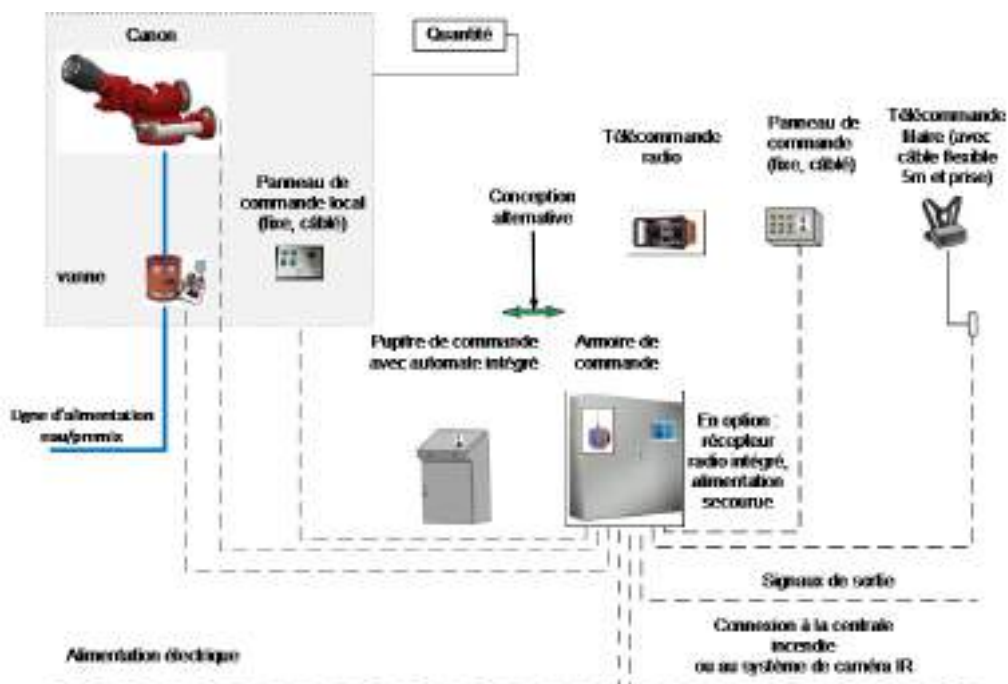 Canon
Quantité
Télécommande
radio
Panneau de
commande
(fixe, câblé)
Télécommande
filaire (avec
câble flexible
5m et prise)
Panneau de
commande local
(fixe, câblé)
Conception
alternative
vanne
Pupitre de commande
avec automate intégré
Armoire de
commande
Ligne d'alimentation
eau/premix
En option :
récepteur
radio intégré,
alimentation
secourue
Signaux de sortie
Connexion à la centrale
incendie
ou au système de caméra IR
Alimentation électrique